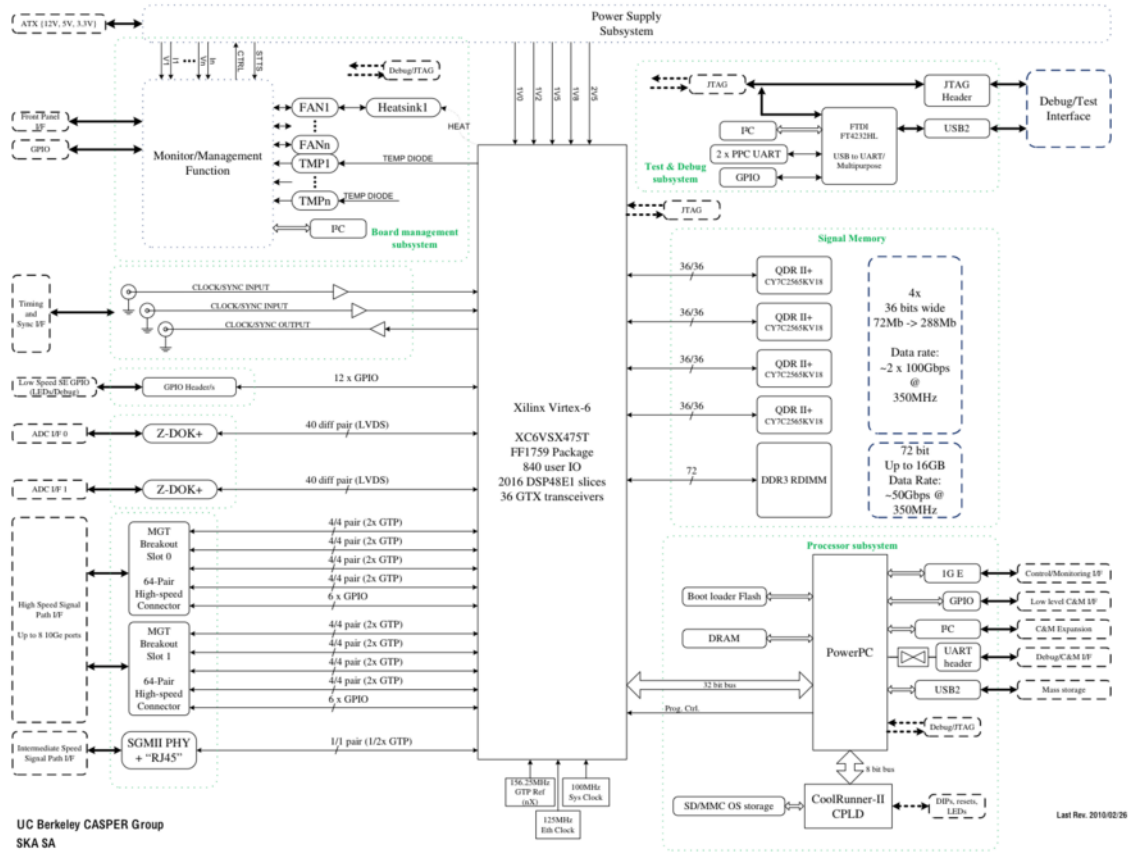 ATX {12V, 5V, 3.3V}
Power Supply
Subsystem
V1
I1
Vn
In
CTRL
STTS
Debug/JTAG
1V0
1V2
1V5
1V8
2V5
Front Panel
I/F
GPIO
Monitor/Management
Function
FAN1
Heatsink1
HEAT
FANn
TMP1
TEMP DIODE
TMPn
TEMP DIODE
I²C
Board management
subsystem
JTAG
JTAG
Header
Debug/Test
Interface
I²C
2 x PPC UART
GPIO
FTDI
FT4232HL
USB to UART/
Multipurpose
USB2
Test & Debug
subsystem
JTAG
Timing
and
Sync I/F
CLOCK/SYNC INPUT
CLOCK/SYNC INPUT
CLOCK/SYNC OUTPUT
Low Speed SE GPIO
(LEDs/Debug)
GPIO Header/s
12 x GPIO
ADC I/F 0
Z-DOK+
40 diff pair (LVDS)
ADC I/F 1
Z-DOK+
40 diff pair (LVDS)
Xilinx Virtex-6
XC6VSX475T
FF1759 Package
840 user IO
2016 DSP48E1 slices
36 GTX transceivers
Signal Memory
36/36
QDR II+
CY7C2565KV18
36/36
QDR II+
CY7C2565KV18
36/36
QDR II+
CY7C2565KV18
36/36
QDR II+
CY7C2565KV18
72
DDR3 RDIMM
4x
36 bits wide
72Mb -> 288Mb
Data rate:
~2 x 100Gbps
@
350MHz
72 bit
Up to 16GB
Data Rate:
~50Gbps @
350MHz
High Speed Signal
Path I/F
Up to 8 10Ge ports
MGT
Breakout
Slot 0
64-Pair
High-speed
Connector
4/4 pair (2x GTP)
4/4 pair (2x GTP)
4/4 pair (2x GTP)
4/4 pair (2x GTP)
6 x GPIO
MGT
Breakout
Slot 1
64-Pair
High-speed
Connector
4/4 pair (2x GTP)
4/4 pair (2x GTP)
4/4 pair (2x GTP)
4/4 pair (2x GTP)
6 x GPIO
Intermediate Speed
Signal Path I/F
SGMII PHY
+ “RJ45”
1/1 pair (1/2x GTP)
156.25MHz
GTP Ref
(nX)
125MHz
Eth Clock
100MHz
Sys Clock
Processor subsystem
Boot loader Flash
DRAM
PowerPC
32 bit bus
Prog. Ctrl.
1G E
Control/Monitoring I/F
GPIO
Low level C&M I/F
I²C
C&M Expansion
UART
header
Debug/C&M I/F
USB2
Mass storage
Debug/JTAG
8 bit bus
SD/MMC OS storage
CoolRunner-II
CPLD
DIPs, resets,
LEDs
UC Berkeley CASPER Group
SKA SA
Last Rev. 2010/02/26